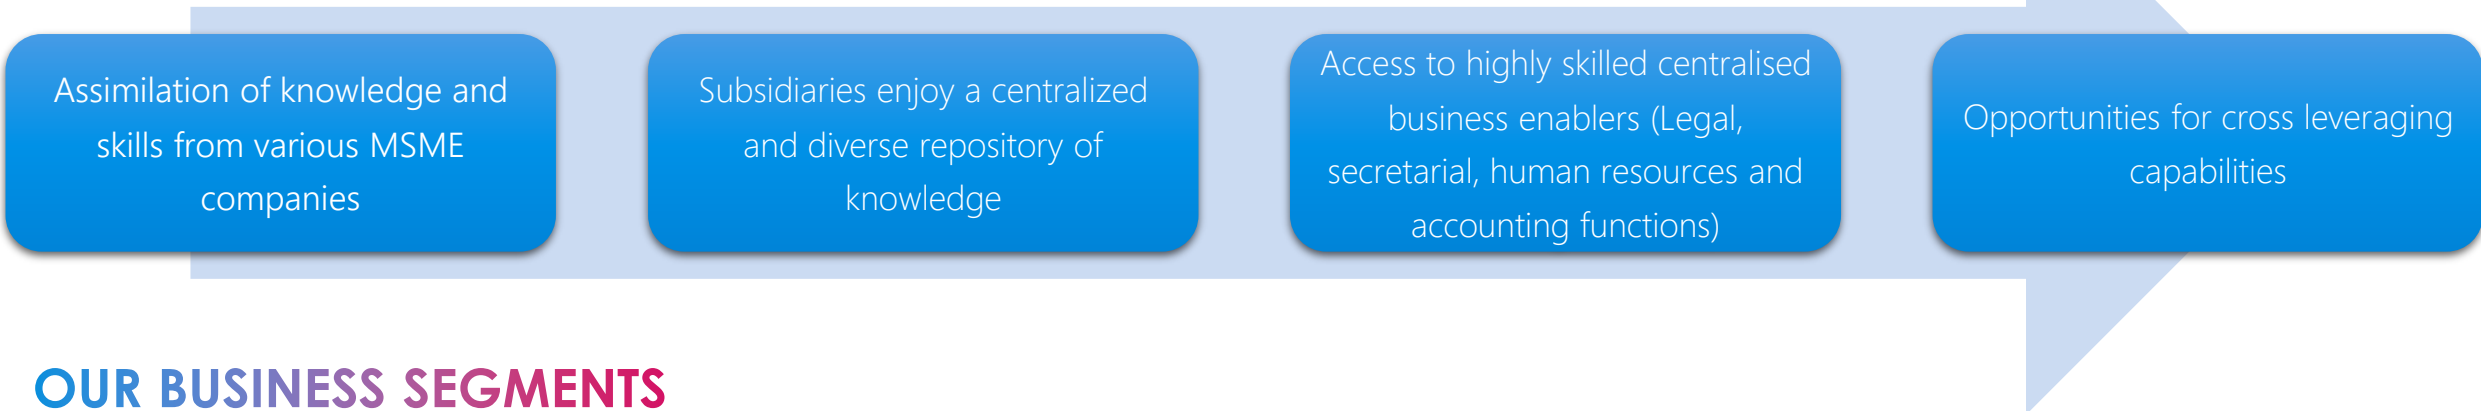 Assimilation of knowledge and
skills from various MSME
companies
Subsidiaries enjoy a centralized
and diverse repository of
knowledge
Access to highly skilled centralised
business enablers (Legal,
secretarial, human resources and
accounting functions)
Opportunities for cross leveraging
capabilities
OUR BUSINESS SEGMENTS